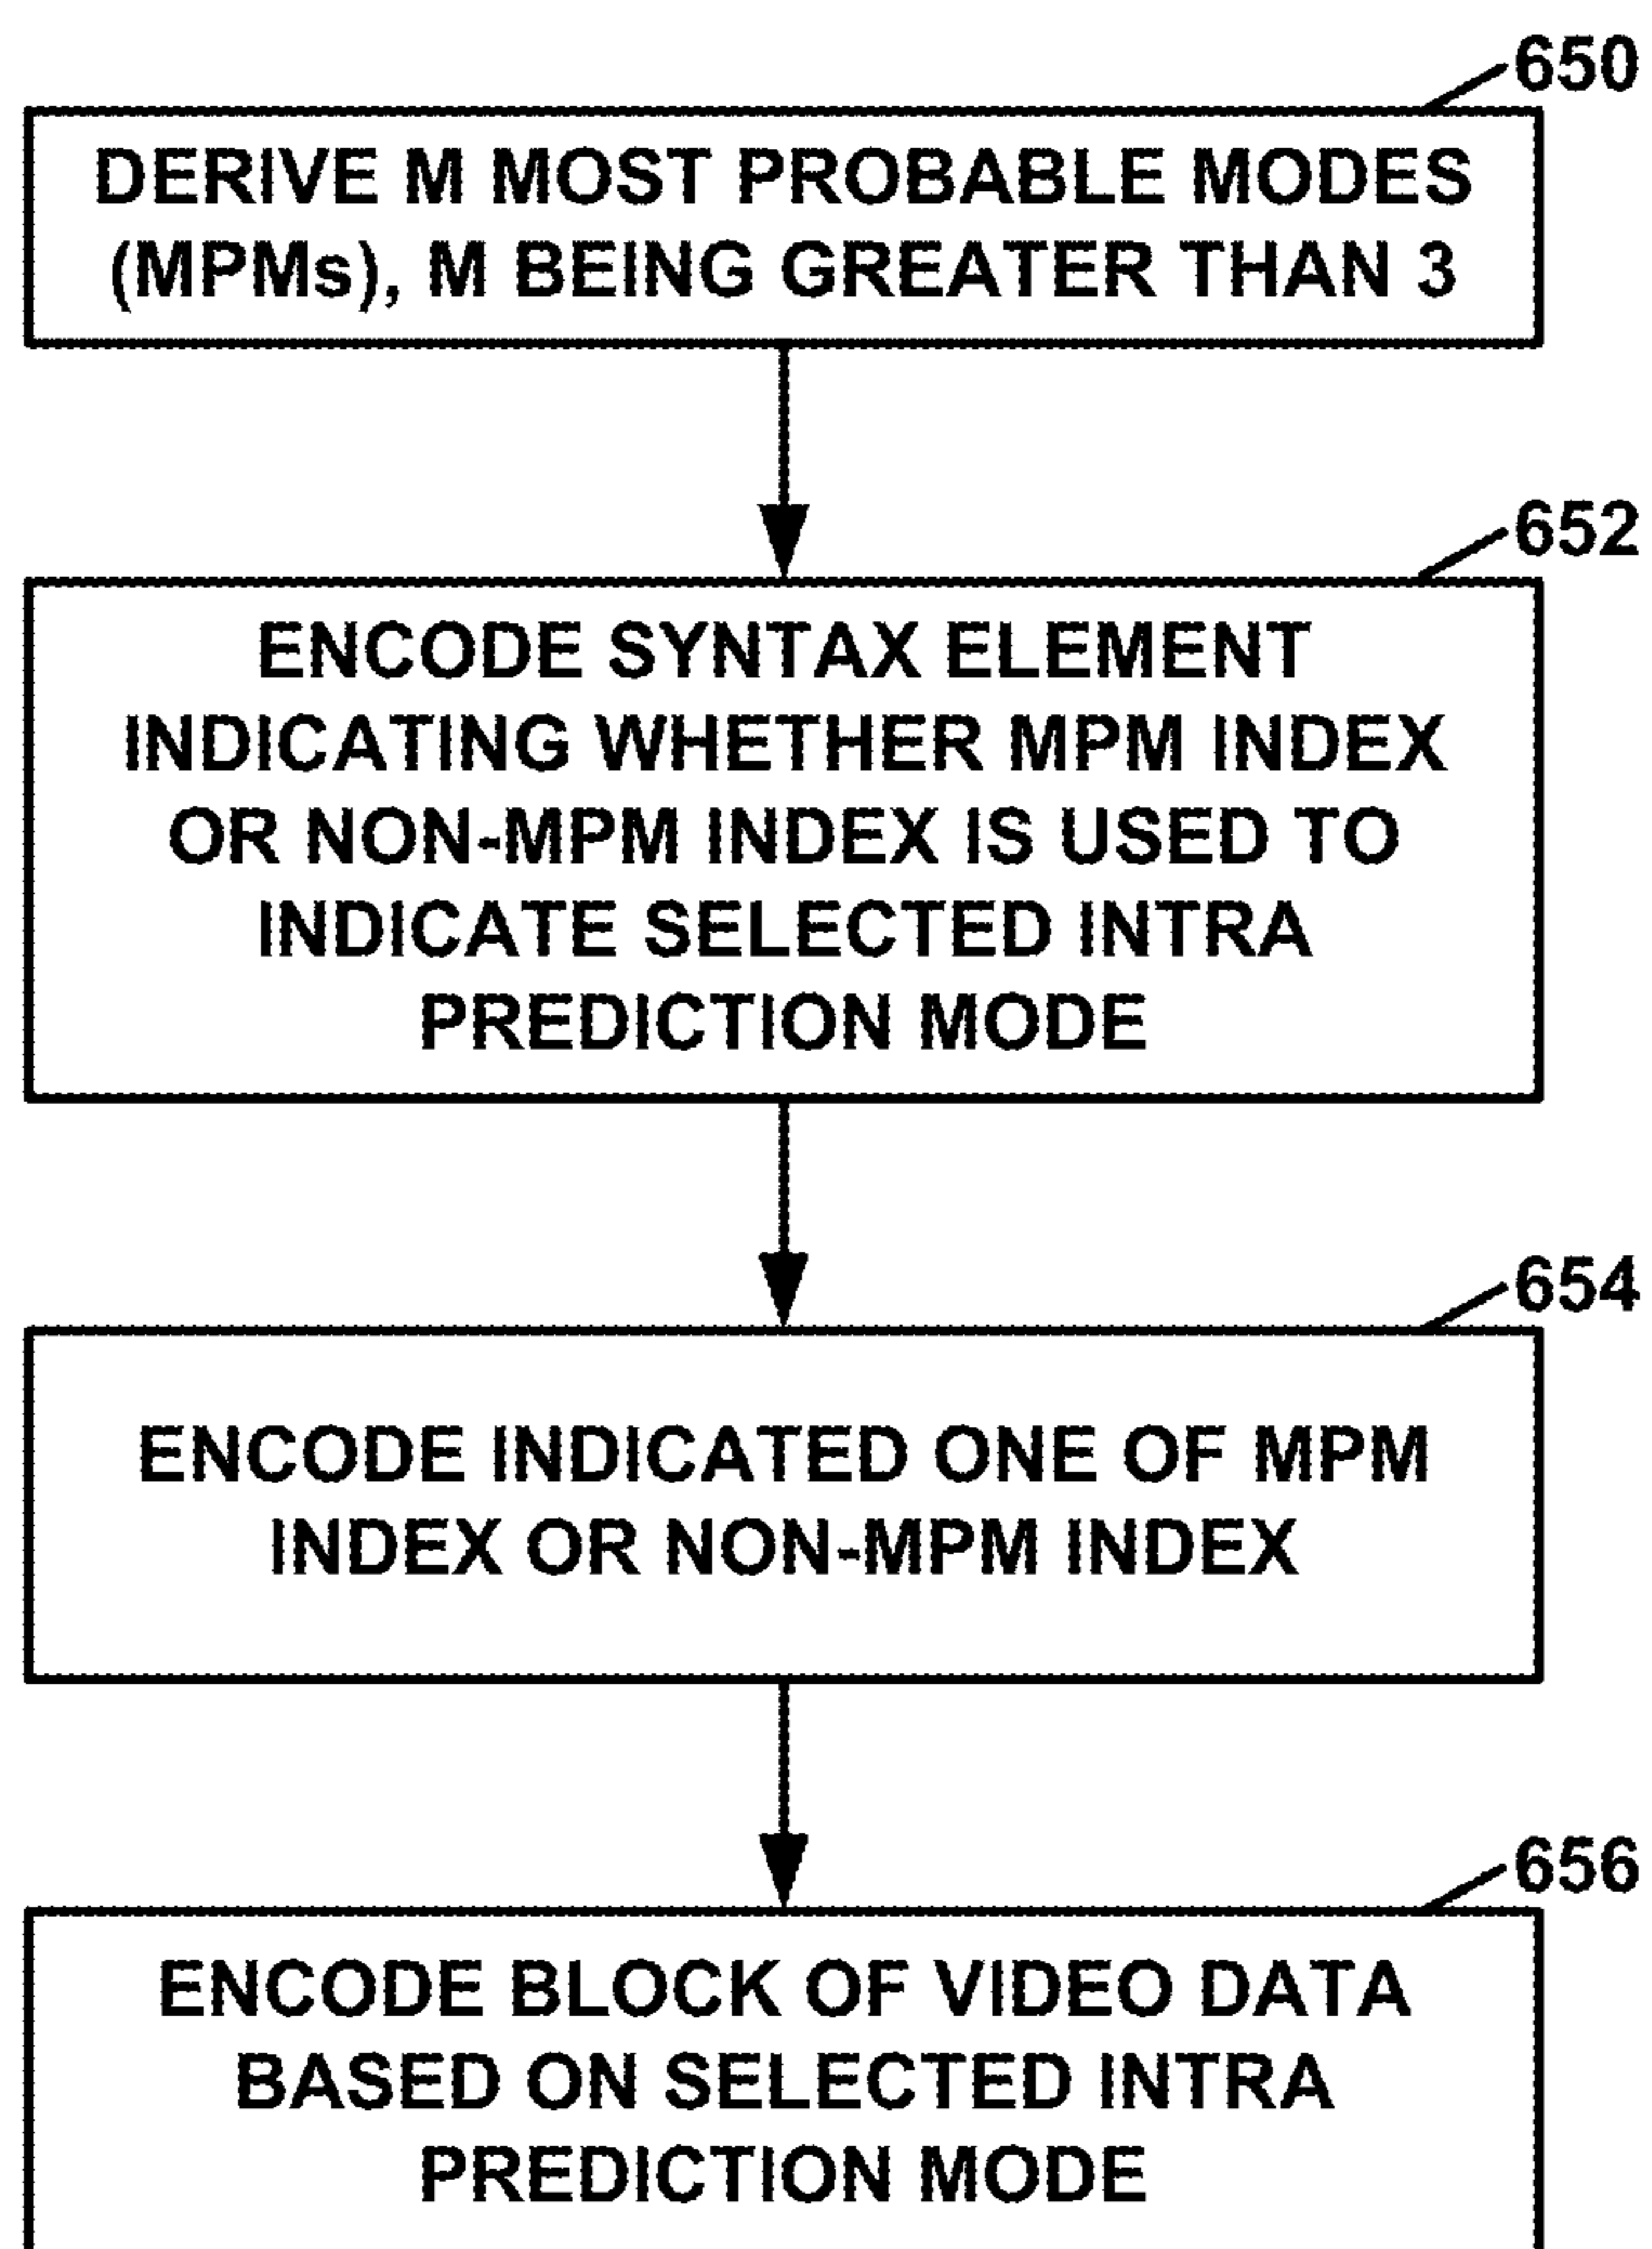 650
DERIVE M MOST PROBABLE MODES
(MPMs), M BEING GREATER THAN 3
652
ENCODE SYNTAX ELEMENT
INDICATING WHETHER MPM INDEX
OR NON-MPM INDEX IS USED TO
INDICATE SELECTED INTRA
PREDICTION MODE
654
ENCODE INDICATED ONE OF MPM
INDEX OR NON-MPM INDEX
656
ENCODE BLOCK OF VIDEO DATA
BASED ON SELECTED INTRA
PREDICTION MODE